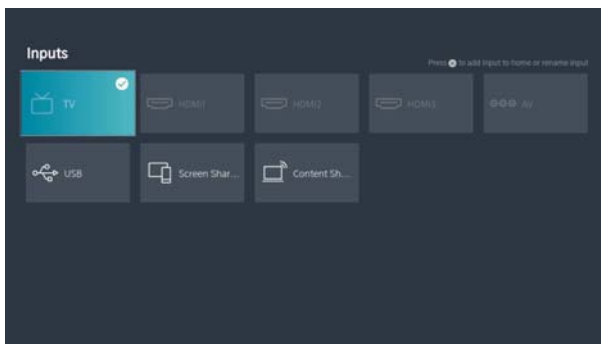 Inputs
Press to add input to home or rename input
TV
HDMI1
HDMI2
HDMI3
AV
USB
Screen Shar...
Content Sh...